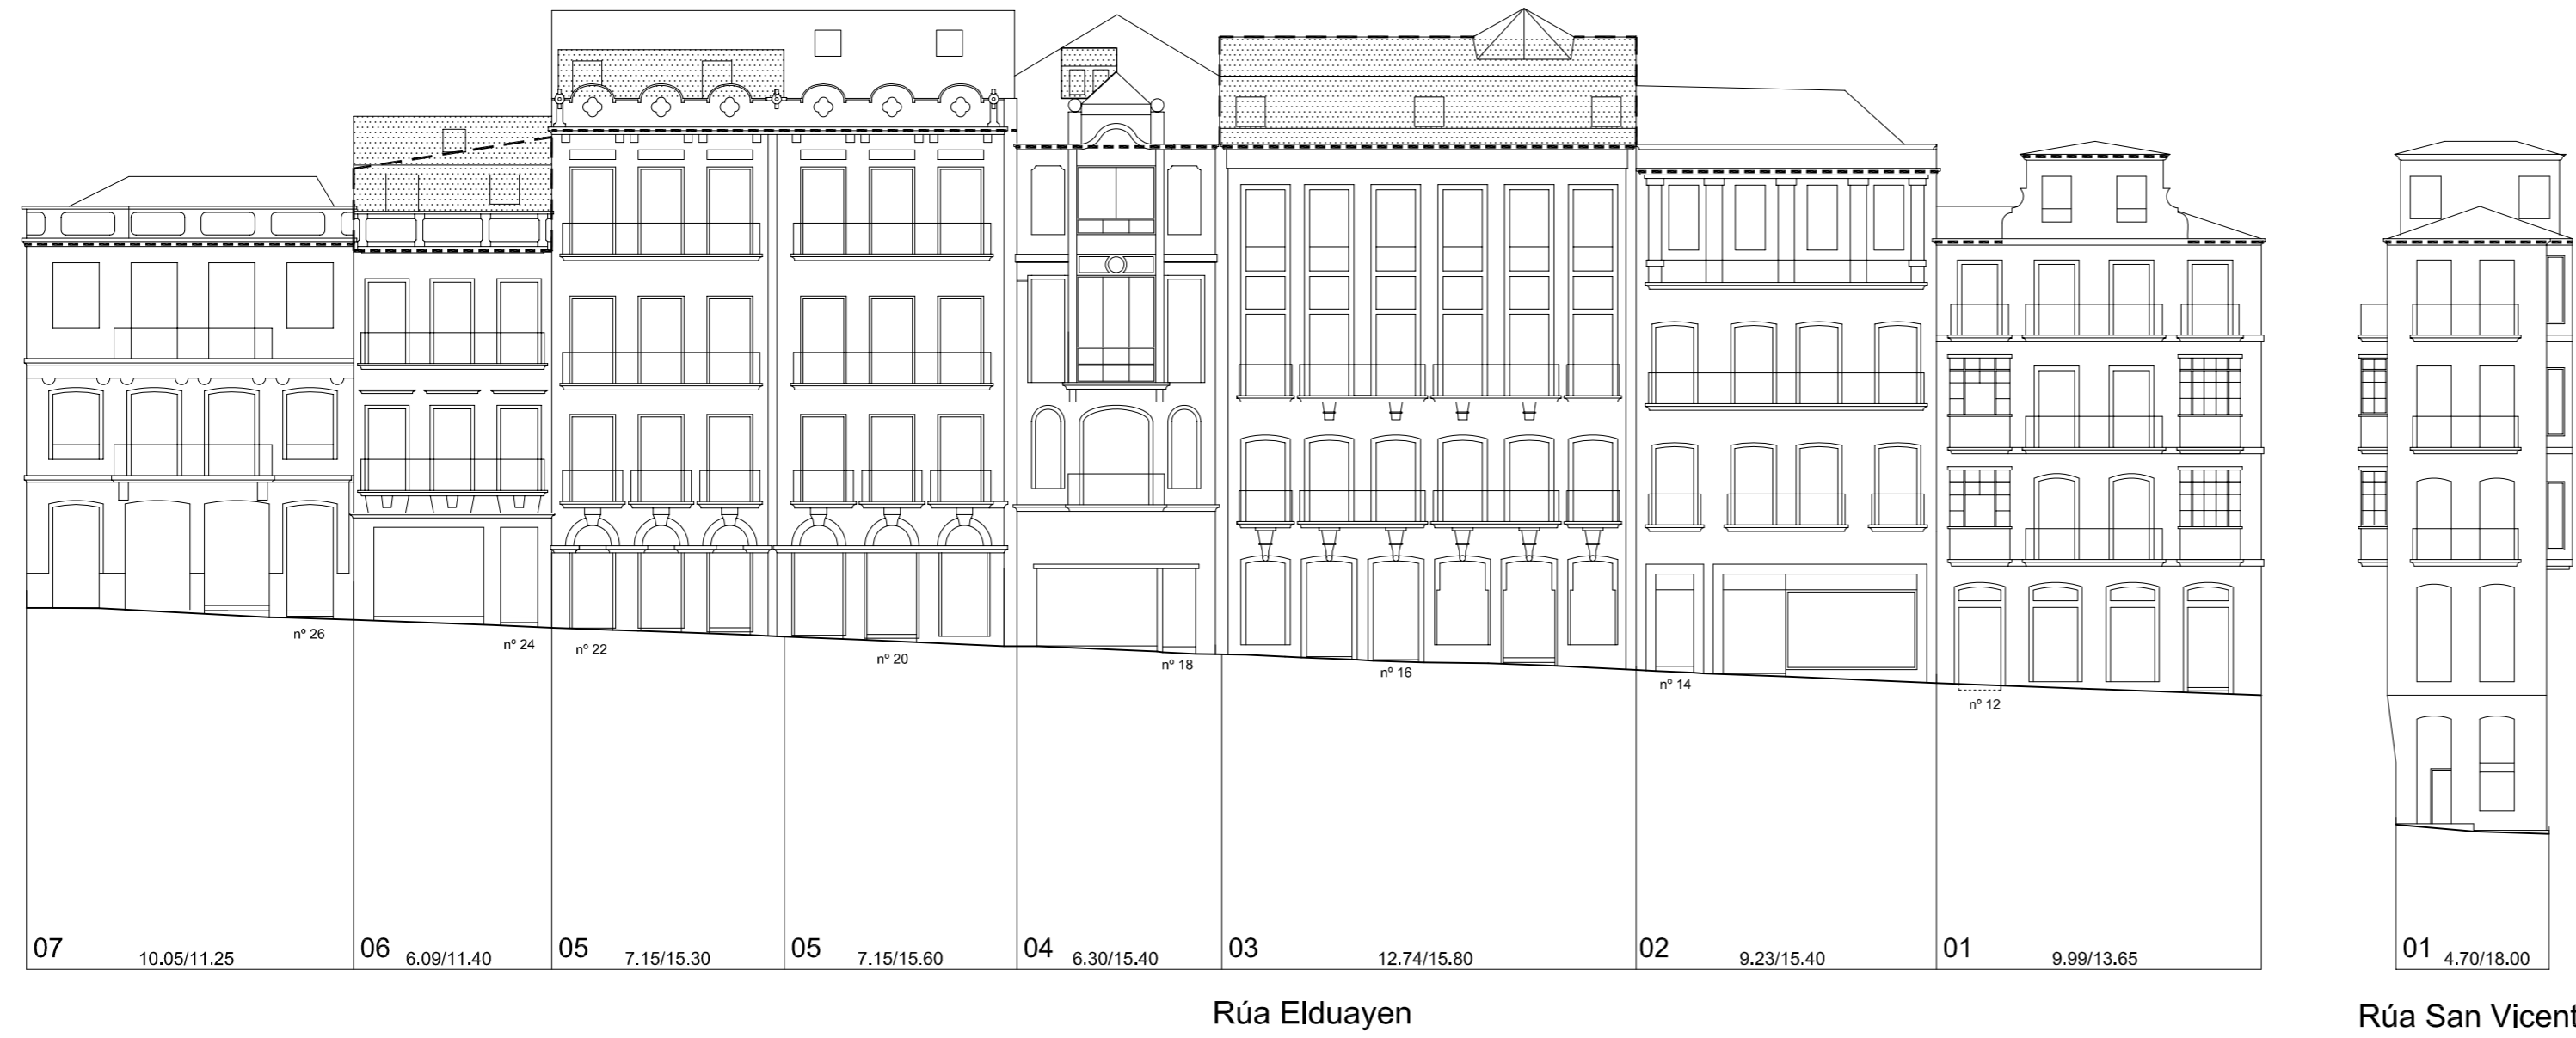 nº 26
nº 24
nº 22
nº 20
nº 18
nº 16
nº 14
nº 12
07 10.05/11.25
06 6.09/11.40
05 7.15/15.30
05 7.15/15.60
04 6.30/15.40
03 12.74/15.80
02 9.23/15.40
01 9.99/13.65
01 4.70/18.00
Rúa Elduayen
Rúa San Vicent